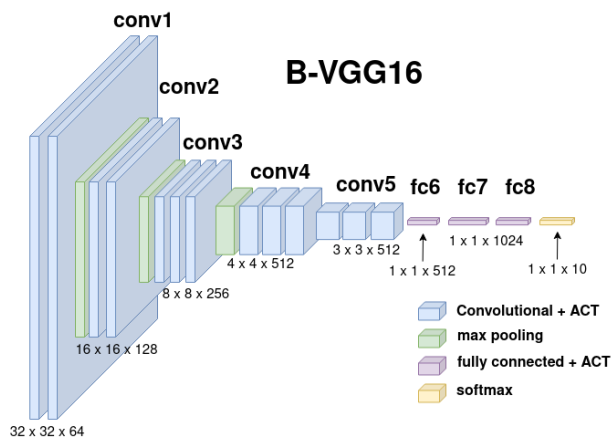 conv1
B-VGG16
conv2
conv3
conv4
conv5
fc6
fc7
fc8
1 x 1 x 1024
3 x 3 x 512
4 x 4 x 512
1 x 1 x 512
1 x 1 x 10
8 x 8 x 256
16 x 16 x 128
32 x 32 x 64
Convolutional + ACT
max pooling
fully connected + ACT
softmax